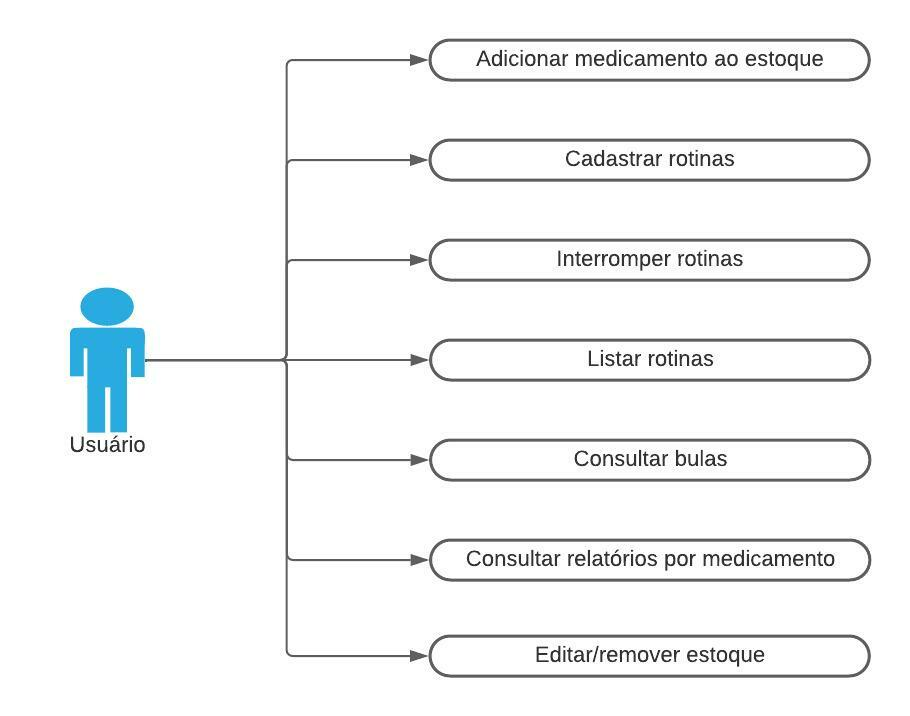 Adicionar medicamento ao estoque
Cadastrar rotinas
Interromper rotinas
Listar rotinas
Usuário
Consultar bulas
Consultar relatórios por medicamento
Editar/remover estoque